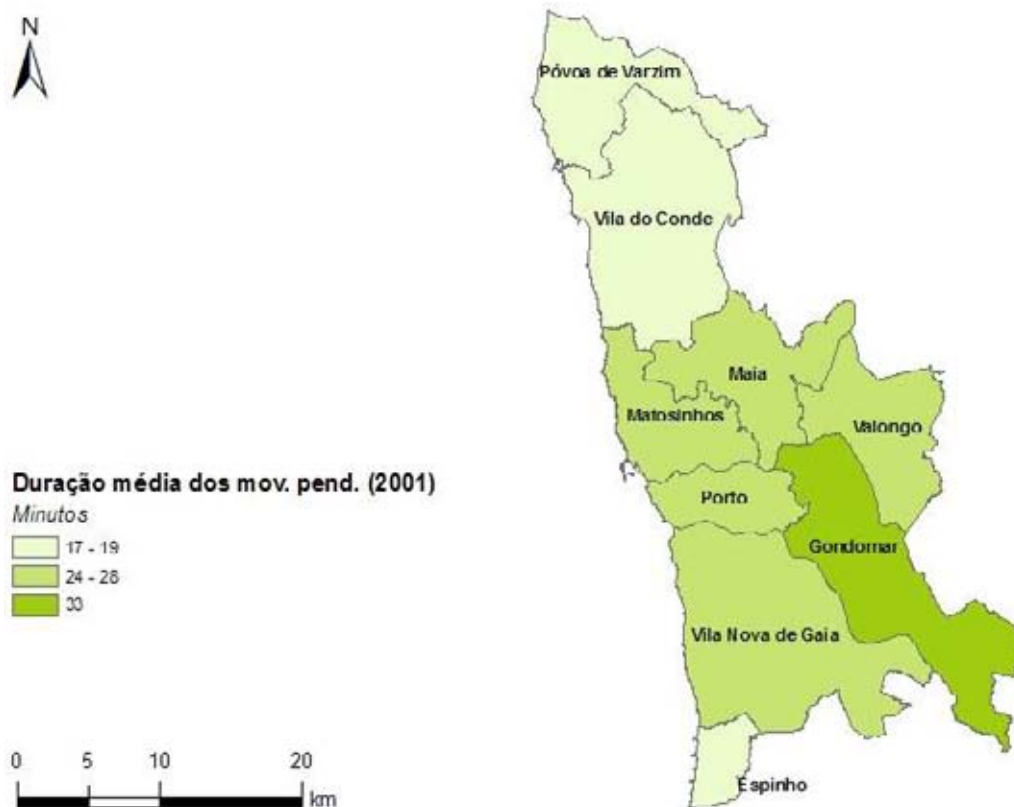 N
Póvoa de Varzim
Vila do Conde
Maia
Matosinhos
Valongo
Duração média dos mov. pend. (2001)
Minutos
17 - 19
24 - 28
33
Porto
Gondomar
Vila Nova de Gaia
Espinho
0 5 10 20
km